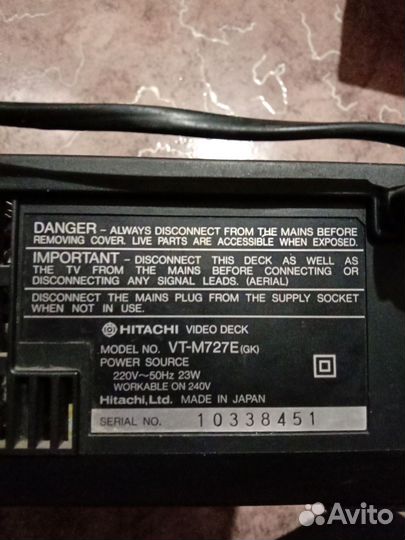 DANGER – ALWAYS DISCONNECT FROM THE MAINS BEFORE
REMOVING COVER. LIVE PARTS ARE ACCESSIBLE WHEN EXPOSED.
IMPORTANT – DISCONNECT THIS DECK AS WELL AS
THE TV FROM THE MAINS BEFORE CONNECTING OR
DISCONNECTING ANY SIGNAL LEADS. (AERIAL)
DISCONNECT THE MAINS PLUG FROM THE SUPPLY SOCKET
WHEN NOT IN USE.
HITACHI VIDEO DECK
MODEL NO. VT-M727E(GK)
POWER SOURCE
220V~50Hz 23W
WORKABLE ON 240V
Hitachi,Ltd. MADE IN JAPAN
SERIAL NO. 10338451
Avito